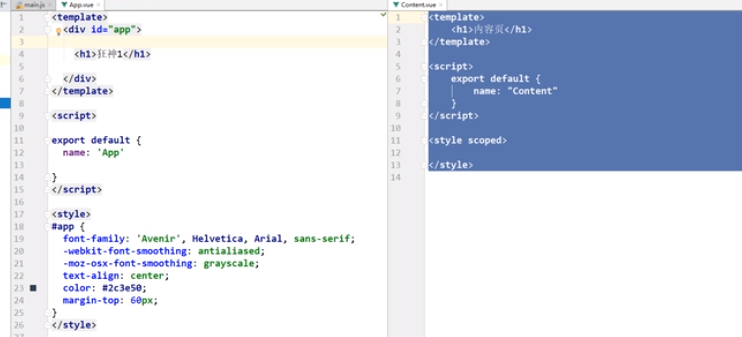 main.js
App.vue
1 <template>
2 <div id="app">
3
4 <h1>狂神1</h1>
5
6 </div>
7 </template>
8
9 <script>
10
11 export default {
12 name: 'App'
13
14 }
15 </script>
16
17 <style>
18 #app {
19 font-family: 'Avenir', Helvetica, Arial, sans-serif;
20 -webkit-font-smoothing: antialiased;
21 -moz-osx-font-smoothing: grayscale;
22 text-align: center;
23 color: #2c3e50;
24 margin-top: 60px;
25 }
26 </style>
Content.vue
1 <template>
2 <h1>内容页</h1>
3 </template>
4
5 <script>
6 export default {
7 name: "Content"
8 }
9 </script>
10
11 <style scoped>
12
13 </style>
14